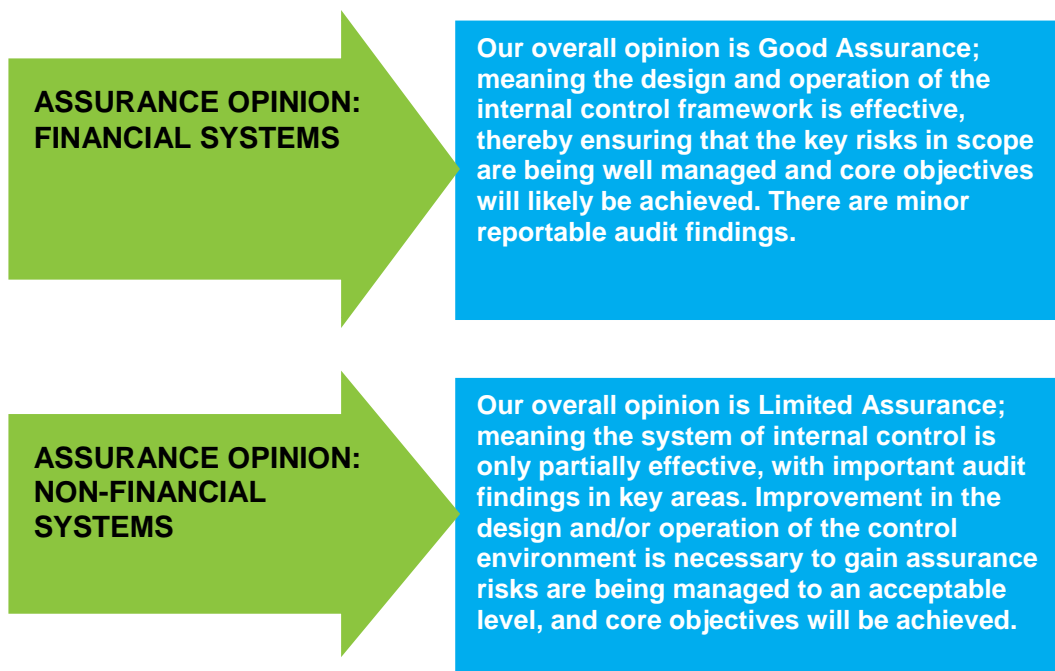 ASSURANCE OPINION:
FINANCIAL SYSTEMS
Our overall opinion is Good Assurance;
meaning the design and operation of the
internal control framework is effective,
thereby ensuring that the key risks in scope
are being well managed and core objectives
will likely be achieved. There are minor
reportable audit findings.
ASSURANCE OPINION:
NON-FINANCIAL
SYSTEMS
Our overall opinion is Limited Assurance;
meaning the system of internal control is
only partially effective, with important audit
findings in key areas. Improvement in the
design and/or operation of the control
environment is necessary to gain assurance
risks are being managed to an acceptable
level, and core objectives will be achieved.